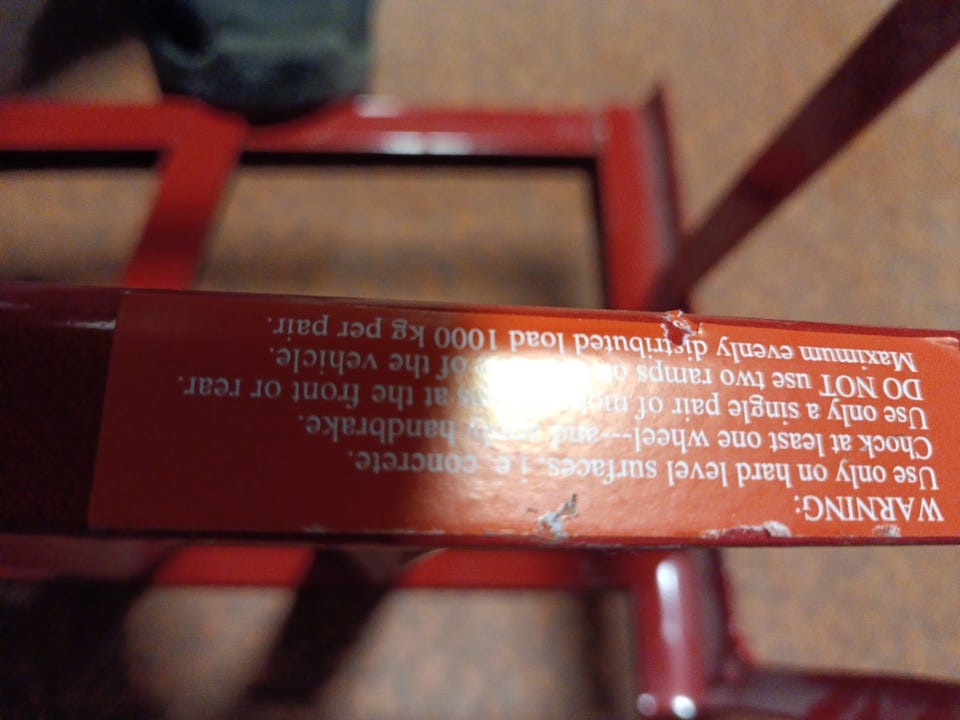 WARNING:
Use only on hard level surfaces, i.e. concrete.
Chock at least one wheel---and apply handbrake.
Use only a single pair of at the front or rear
DO NOT use two ramps of the vehicle.
Maximum evenly distributed load 1000 kg per pair.